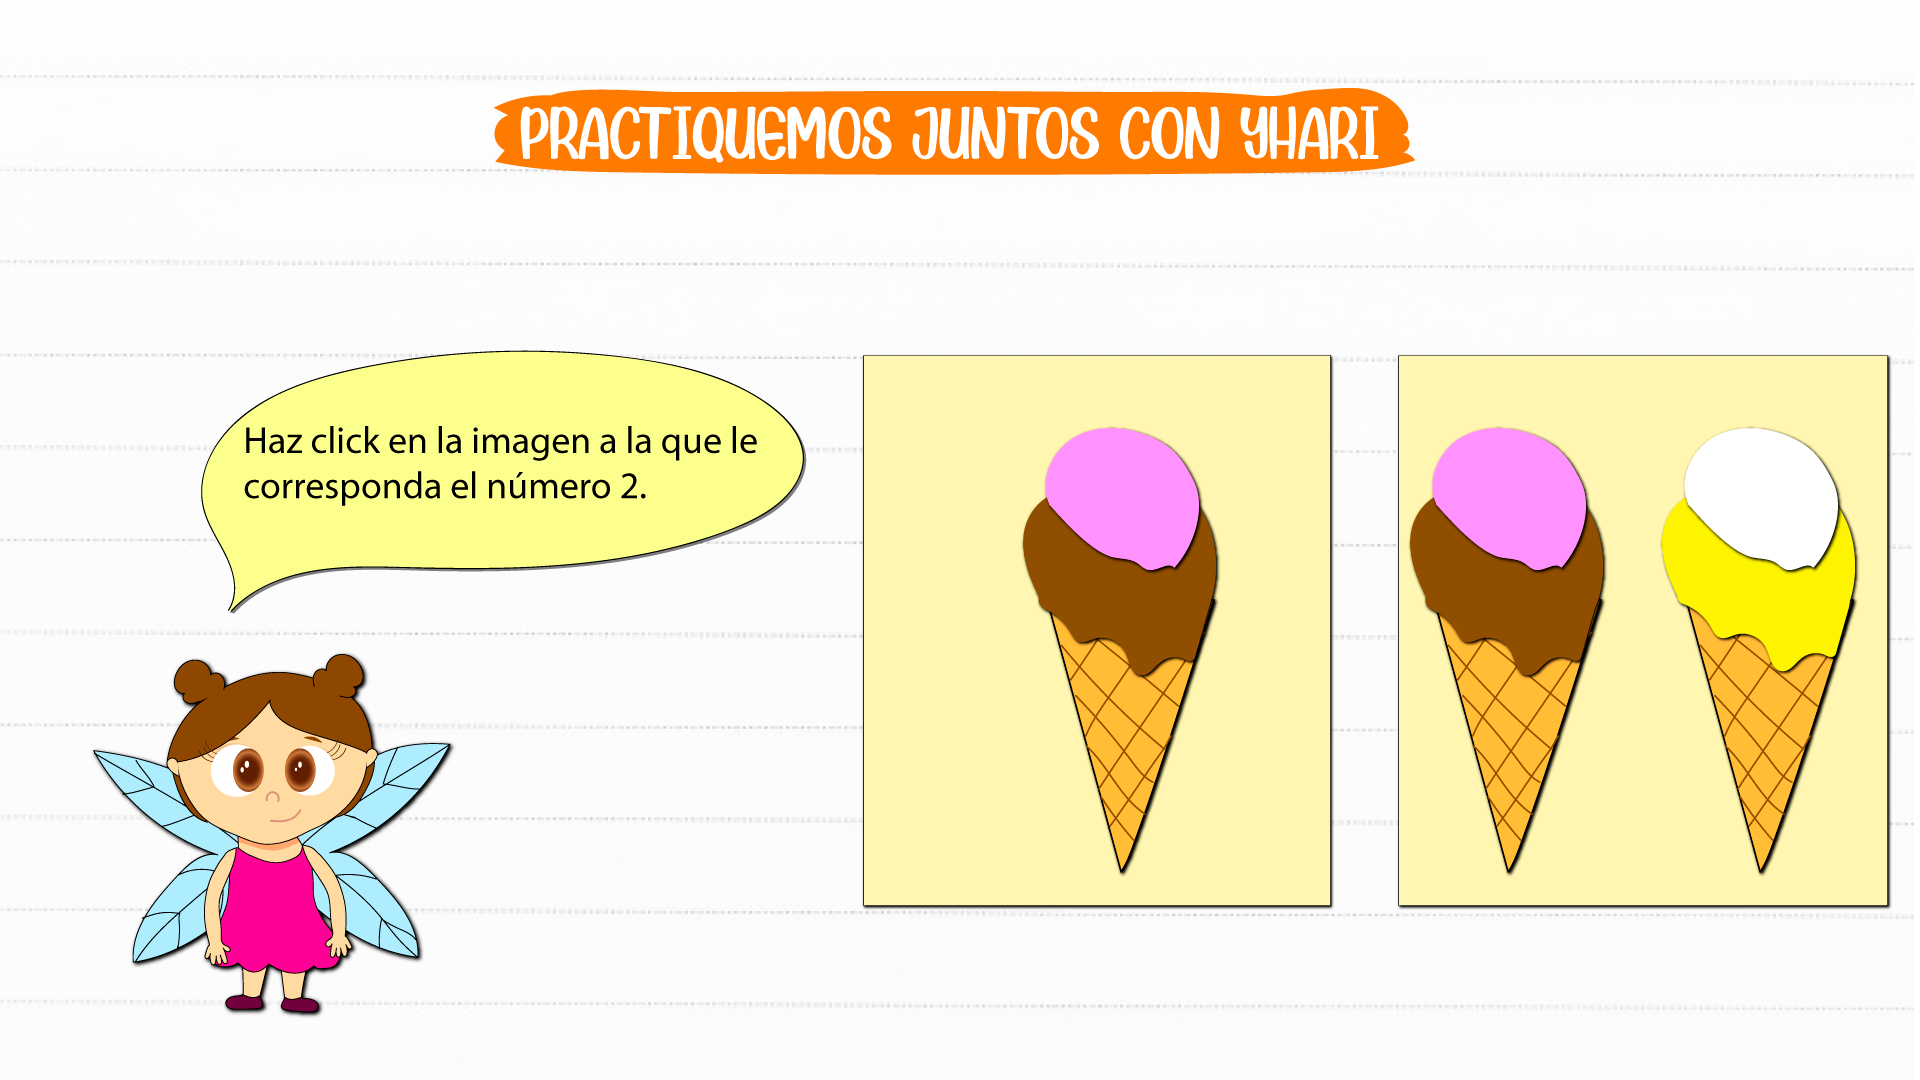 PRACTIQUEMOS JUNTOS CON YHARI
Haz click en la imagen a la que le
corresponda el número 2.